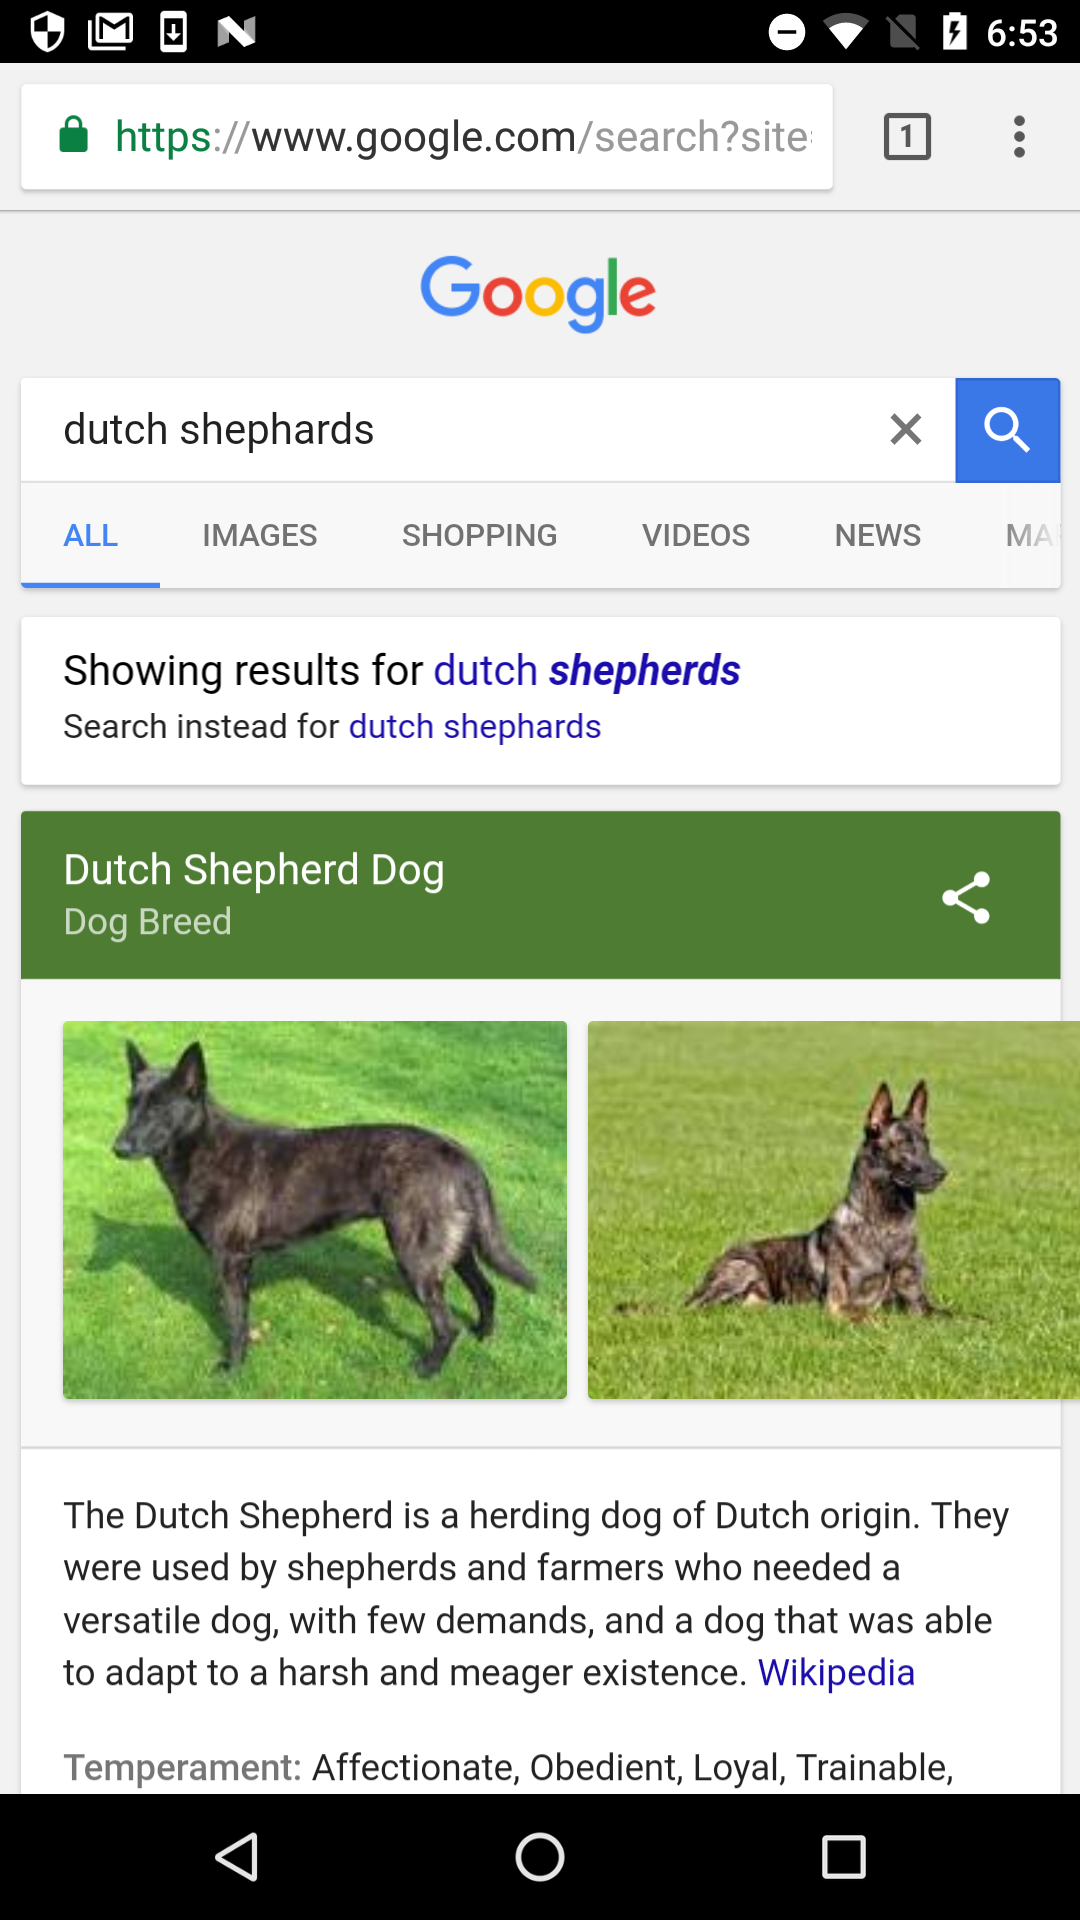 6:53
https://www.google.com/search?site
1
Google
dutch shephards
ALL IMAGES SHOPPING VIDEOS NEWS MA
Showing results for dutch shepherds
Search instead for dutch shephards
Dutch Shepherd Dog
Dog Breed
The Dutch Shepherd is a herding dog of Dutch origin. They
were used by shepherds and farmers who needed a
versatile dog, with few demands, and a dog that was able
to adapt to a harsh and meager existence. Wikipedia
Temperament: Affectionate, Obedient, Loyal, Trainable,